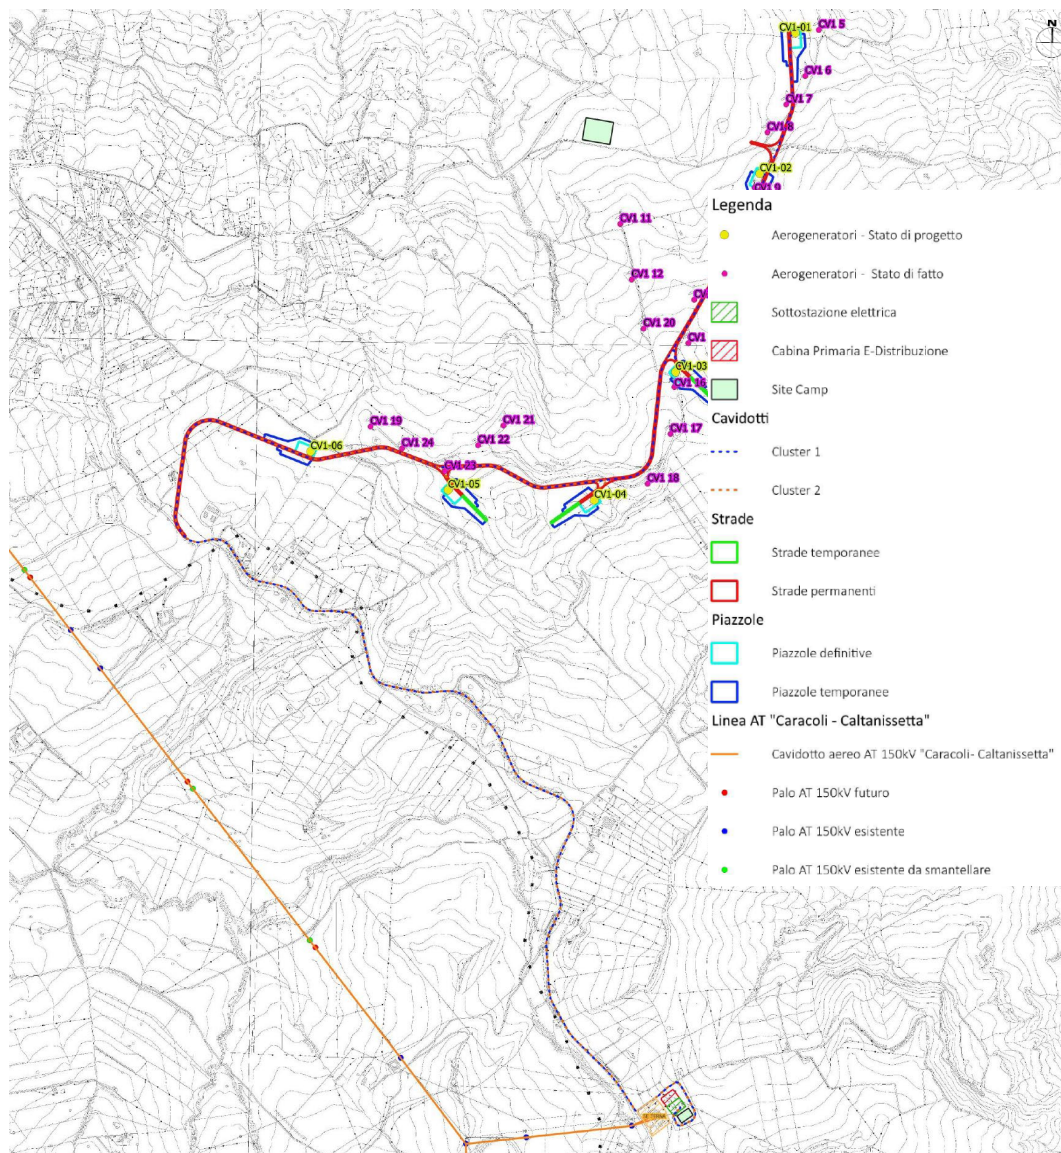 CV1-01
CV1 5
N
CV1 6
CV1 7
CV1 8
CV1-02
CV1 9
CV1 11
CV1 12
CV1 20
CV1
CV1-03
CV1 16
CV1 17
CV1 18
CV1 19
CV1 21
CV1 24
CV1 22
CV1-06
CV1 23
CV1-05
CV1-04
Legenda
Aerogeneratori - Stato di progetto
Aerogeneratori - Stato di fatto
Sottostazione elettrica
Cabina Primaria E-Distribuzione
Site Camp
Cavidotti
Cluster 1
Cluster 2
Strade
Strade temporanee
Strade permanenti
Piazzole
Piazzole definitive
Piazzole temporanee
Linea AT "Caracoli - Caltanissetta"
Cavidotto aereo AT 150kV "Caracoli- Caltanissetta"
Palo AT 150kV futuro
Palo AT 150kV esistente
Palo AT 150kV esistente da smantellare
SE TERNA